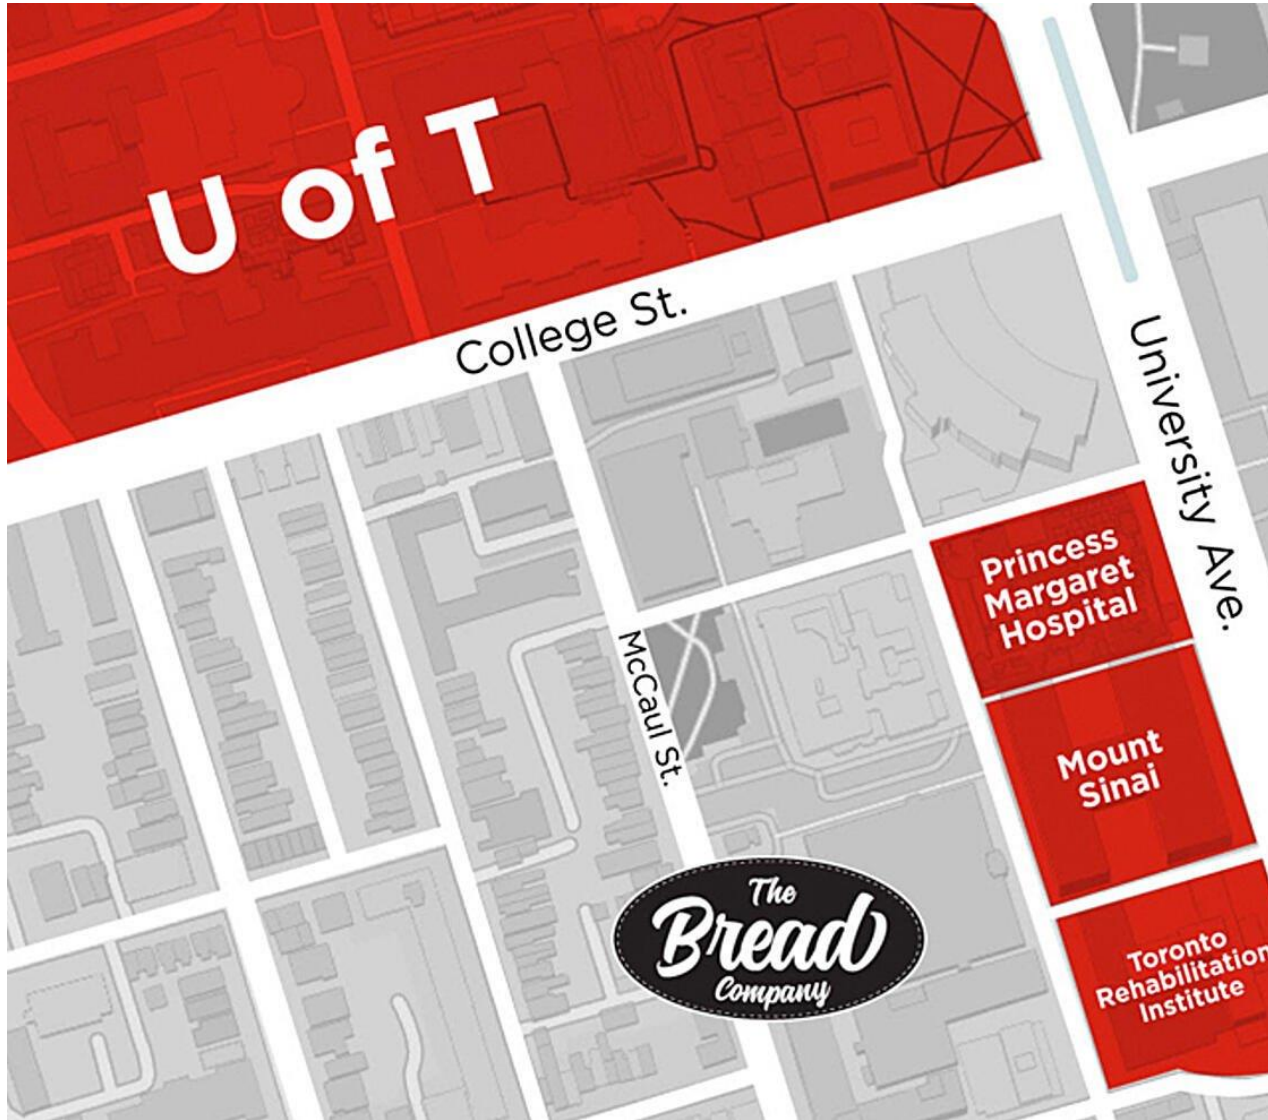 U of T
College St.
University Ave.
Princess
Margaret
Hospital
McCaul St.
Mount
Sinai
The
Bread
Company
Toronto
Rehabilitation
Institute